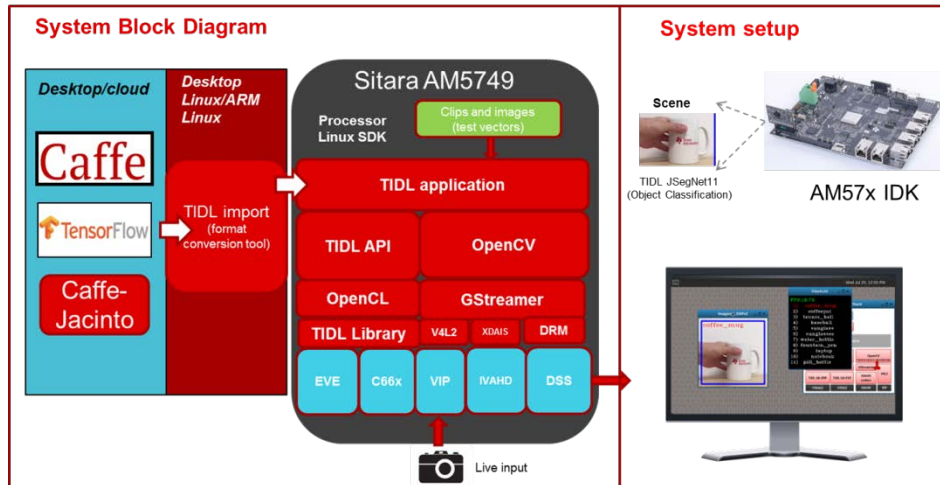 System Block Diagram
Desktop/cloud
Caffe
TensorFlow
Caffe-
Jacinto
Desktop
Linux/ARM
Linux
TIDL import
(format
conversion tool)
Sitara AM5749
Processor
Linux SDK
Clips and images
(test vectors)
TIDL application
TIDL API
OpenCV
OpenCL
GStreamer
TIDL Library
V4L2
XDAIS
DRM
EVE
C66x
VIP
IVAHD
DSS
Live input
System setup
Scene
TIDL JSegNet11
(Object Classification)
AM57x IDK
coffee_mug